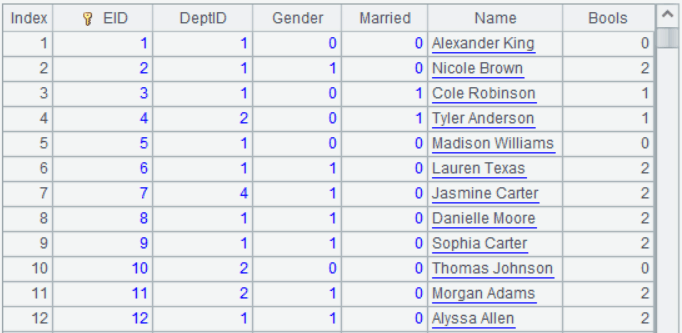 Index EID DeptID Gender Married Name Bools
1 1 1 0 0 Alexander King 0
2 2 1 1 0 Nicole Brown 2
3 3 1 0 1 Cole Robinson 1
4 4 2 0 1 Tyler Anderson 1
5 5 1 0 0 Madison Williams 0
6 6 1 1 0 Lauren Texas 2
7 7 4 1 0 Jasmine Carter 2
8 8 1 1 0 Danielle Moore 2
9 9 1 1 0 Sophia Carter 2
10 10 2 0 0 Thomas Johnson 0
11 11 2 1 0 Morgan Adams 2
12 12 1 1 0 Alyssa Allen 2